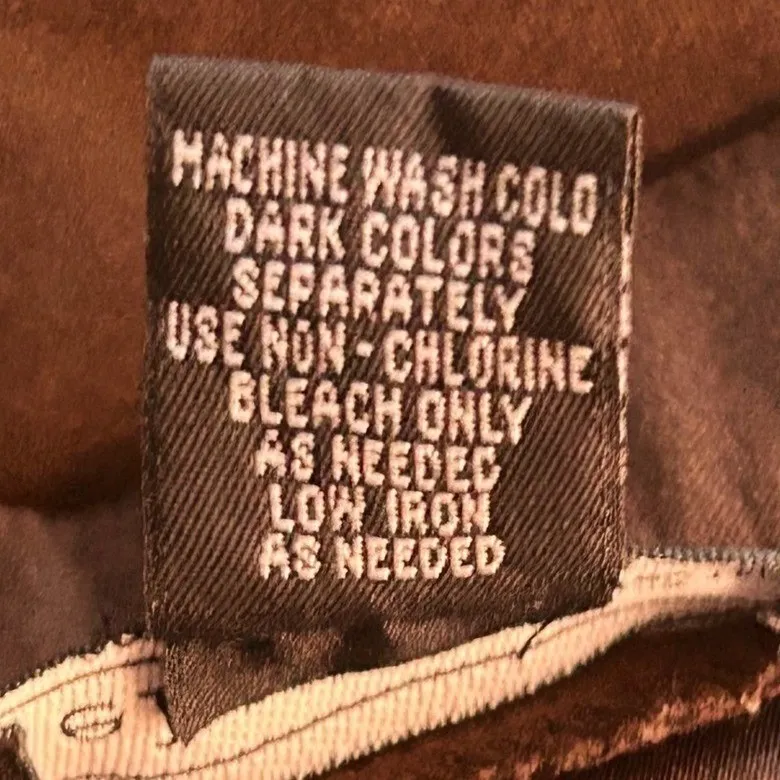 MACHINE WASH COLD
DARK COLORS
SEPARATELY
USE NON-CHLORINE
BLEACH ONLY
AS NEEDED
LOW IRON
AS NEEDED